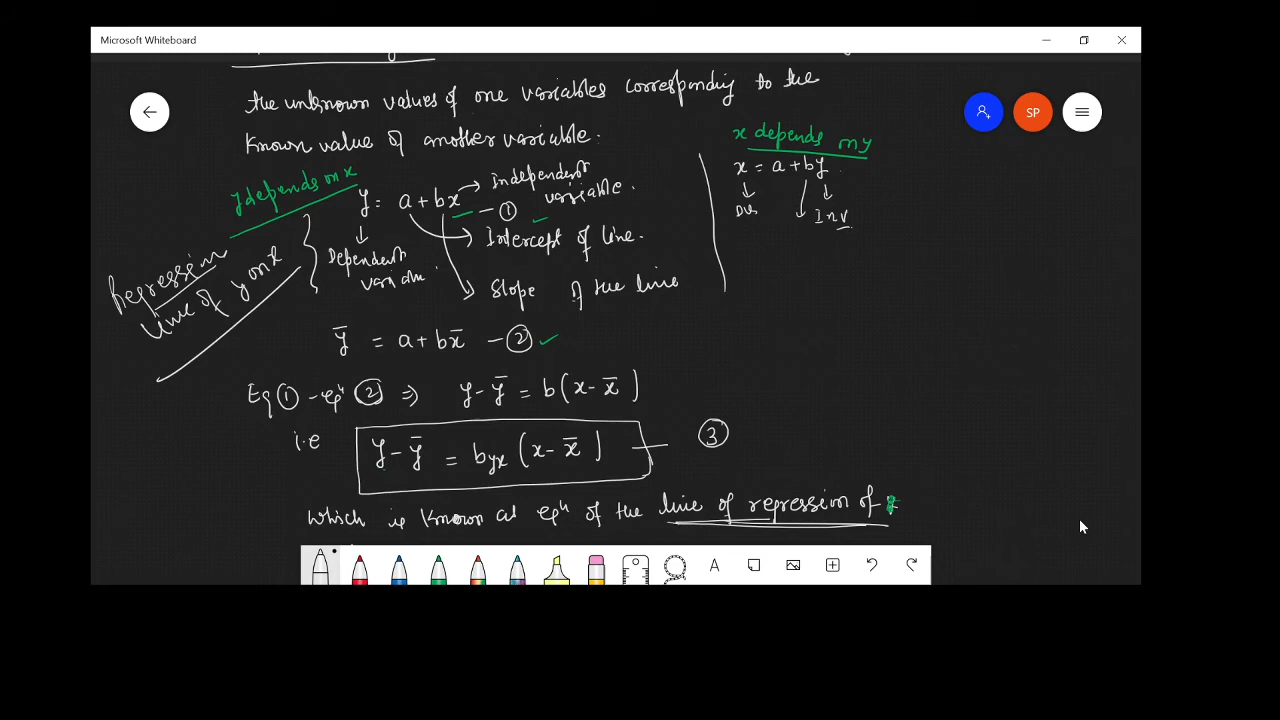 Microsoft Whiteboard
SP
the unknown values of one variables corresponding to the
known value of another variable.
y depends on x
y = a + bx → Independent variable. - ①
Dependent variable.
Intercept of line.
Slope of the line
Regression
line of y on x
x depends on y
x = a + by
Inv
ȳ = a + bx̄ - ②
Eq ① - eqⁿ ② ⇒ y - ȳ = b(x - x̄)
i.e y - ȳ = byx (x - x̄) ③
which is known at eqⁿ of the line of regression of
A